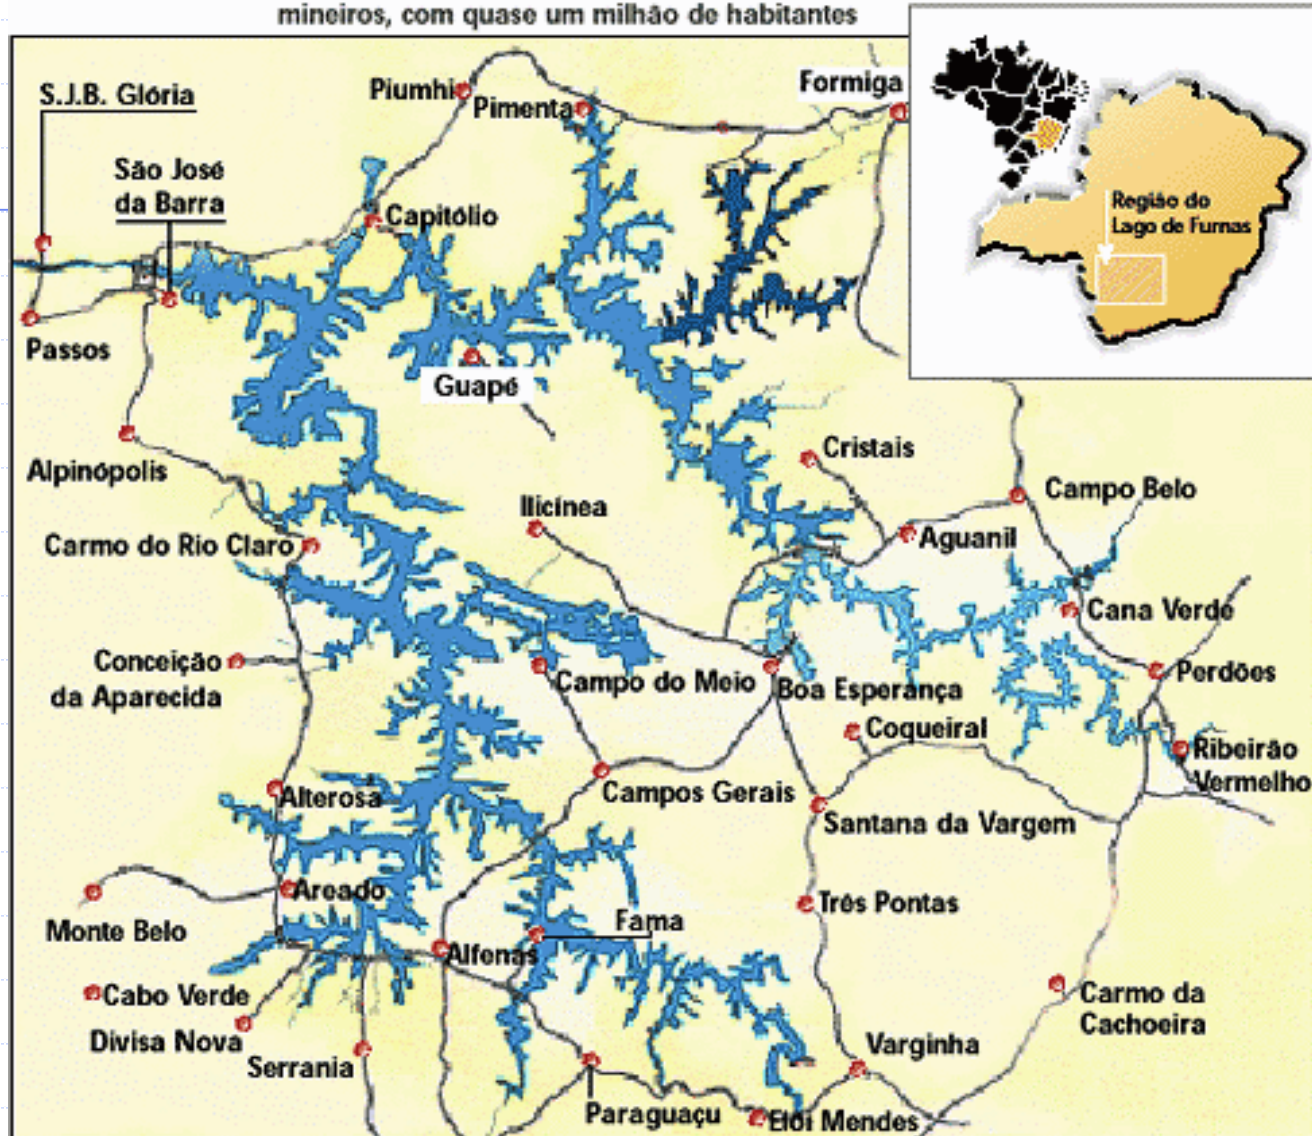 mineiros, com quase um milhão de habitantes
S.J.B. Glória
São José
da Barra
Piumhi
Pimenta
Formiga
Capitólio
Região do
Lago de Furnas
Passos
Guapé
Alpinópolis
Cristais
Ilicínea
Campo Belo
Carmo do Rio Claro
Aguanil
Cana Verde
Conceição
da Aparecida
Campo do Meio
Boa Esperança
Perdões
Coqueiral
Ribeirão
Vermelho
Alterosa
Campos Gerais
Santana da Vargem
Areado
Três Pontas
Monte Belo
Fama
Alfenas
Cabo Verde
Carmo da
Cachoeira
Divisa Nova
Serrania
Varginha
Paraguaçu
Elói Mendes